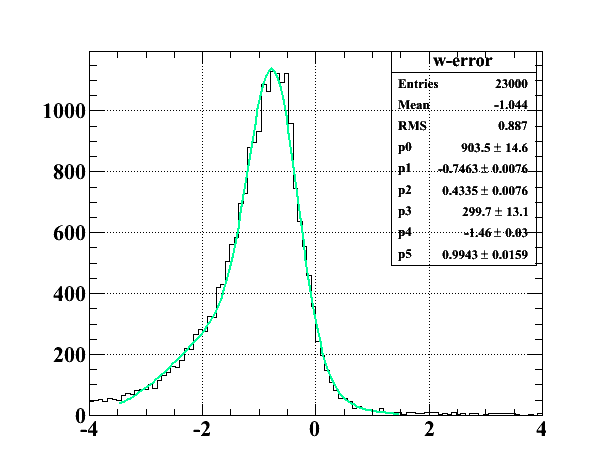 w-error
Entries 23000
Mean -1.044
RMS 0.887
p0 903.5 ± 14.6
p1 -0.7463 ± 0.0076
p2 0.4335 ± 0.0076
p3 299.7 ± 13.1
p4 -1.46 ± 0.03
p5 0.9943 ± 0.0159
1000
800
600
400
200
0
-4 -2 0 2 4